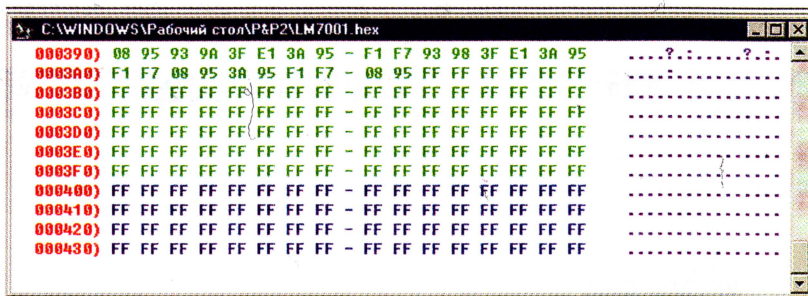 C:\WINDOWS\Рабочий стол\P&P2\LM7001.hex
000390) 08 95 93 9A 3F E1 3A 95 - F1 F7 93 98 3F E1 3A 95 ....?.:.....?.:.
0003A0) F1 F7 08 95 3A 95 F1 F7 - 08 95 FF FF FF FF FF FF ....:...........
0003B0) FF FF FF FF FF FF FF FF - FF FF FF FF FF FF FF FF ................
0003C0) FF FF FF FF FF FF FF FF - FF FF FF FF FF FF FF FF ................
0003D0) FF FF FF FF FF FF FF FF - FF FF FF FF FF FF FF FF ................
0003E0) FF FF FF FF FF FF FF FF - FF FF FF FF FF FF FF FF ................
0003F0) FF FF FF FF FF FF FF FF - FF FF FF FF FF FF FF FF ................
000400) FF FF FF FF FF FF FF FF - FF FF FF FF FF FF FF FF ................
000410) FF FF FF FF FF FF FF FF - FF FF FF FF FF FF FF FF ................
000420) FF FF FF FF FF FF FF FF - FF FF FF FF FF FF FF FF ................
000430) FF FF FF FF FF FF FF FF - FF FF FF FF FF FF FF FF ................